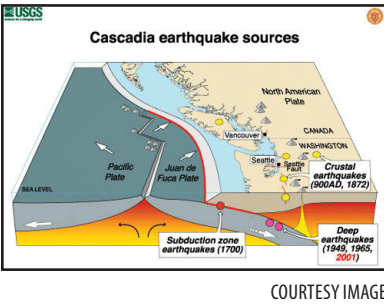 USGS
Cascadia earthquake sources
North American
Plate
Vancouver
CANADA
WASHINGTON
Seattle
Seattle
Fault
Pacific
Plate
Juan de
Fuca Plate
Crustal
earthquakes
(900AD, 1872)
SEA LEVEL
Subduction zone
earthquakes (1700)
Deep
earthquakes
(1949, 1965,
2001)
COURTESY IMAGE